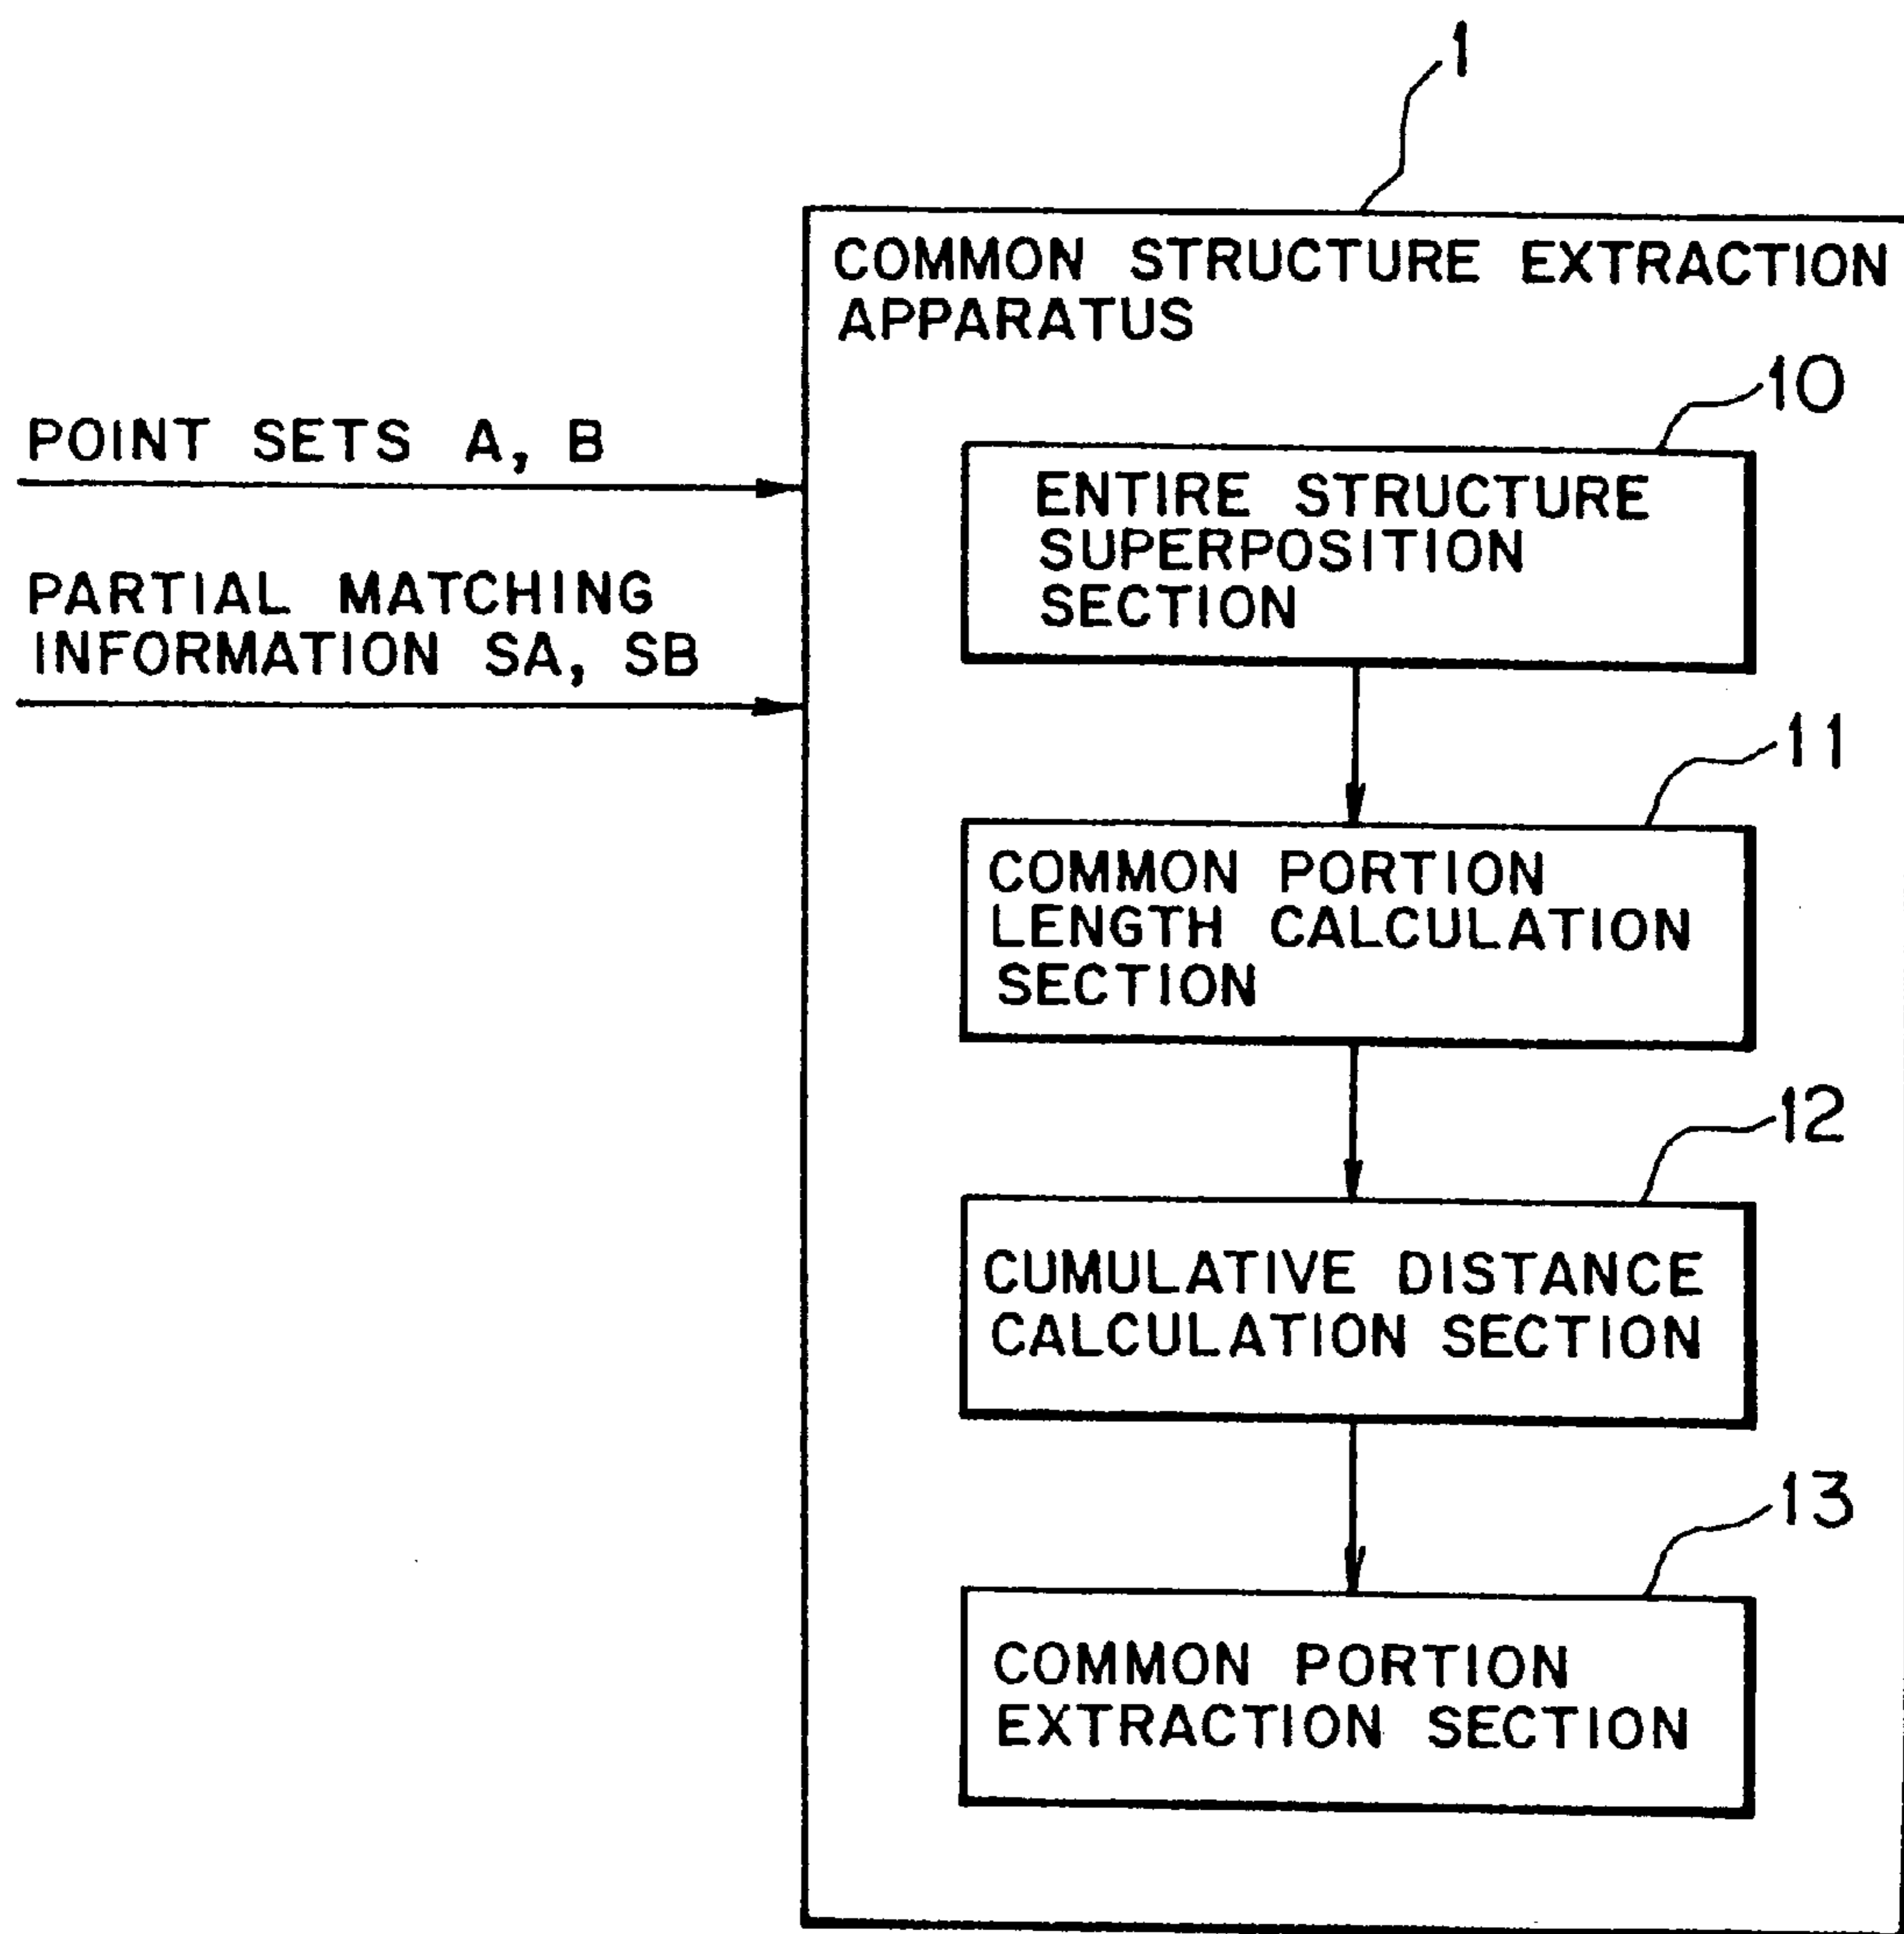 1
COMMON STRUCTURE EXTRACTION
APPARATUS
10
POINT SETS A, B
ENTIRE STRUCTURE
SUPERPOSITION
SECTION
PARTIAL MATCHING
INFORMATION SA, SB
11
COMMON PORTION
LENGTH CALCULATION
SECTION
12
CUMULATIVE DISTANCE
CALCULATION SECTION
13
COMMON PORTION
EXTRACTION SECTION